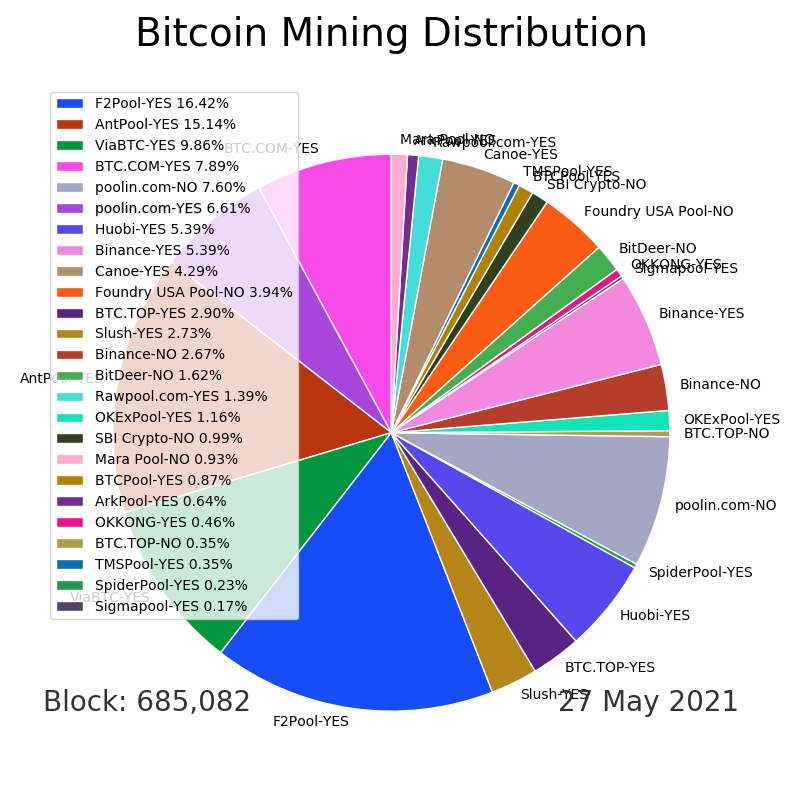 Bitcoin Mining Distribution
F2Pool-YES 16.42%
AntPool-YES 15.14%
ViaBTC-YES 9.86%
BTC.COM-YES 7.89%
poolin.com-NO 7.60%
poolin.com-YES 6.61%
Huobi-YES 5.39%
Binance-YES 5.39%
Canoe-YES 4.29%
Foundry USA Pool-NO 3.94%
BTC.TOP-YES 2.90%
Slush-YES 2.73%
Binance-NO 2.67%
BitDeer-NO 1.62%
Rawpool.com-YES 1.39%
OKExPool-YES 1.16%
SBI Crypto-NO 0.99%
Mara Pool-NO 0.93%
BTCPool-YES 0.87%
ArkPool-YES 0.64%
OKKONG-YES 0.46%
BTC.TOP-NO 0.35%
TMSPool-YES 0.35%
SpiderPool-YES 0.23%
Sigmapool-YES 0.17%
BTC.COM-YES
AntPool-YES
ViaBTC-YES
Mara Pool-NO
ArkPool-YES
Rawpool.com-YES
Canoe-YES
TMSPool-YES
BTCPool-YES
SBI Crypto-NO
Foundry USA Pool-NO
BitDeer-NO
OKKONG-YES
Sigmapool-YES
Binance-YES
Binance-NO
OKExPool-YES
BTC.TOP-NO
poolin.com-NO
SpiderPool-YES
Huobi-YES
BTC.TOP-YES
Slush-YES
F2Pool-YES
Block: 685,082
27 May 2021